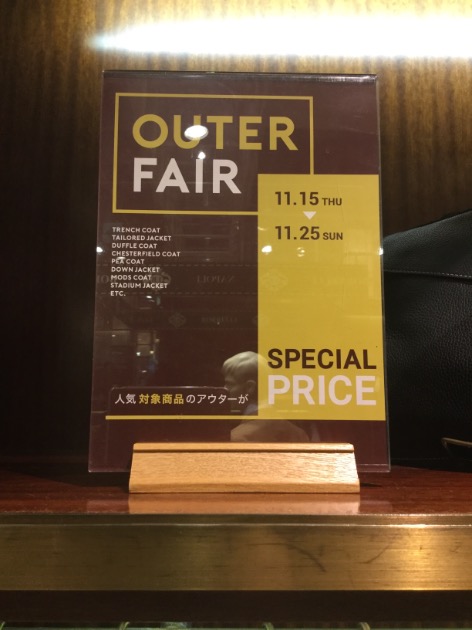 OUTER
FAIR
11.15 THU
11.25 SUN
TRENCH COAT
TAILORED JACKET
DUFFLE COAT
CHESTERFIELD COAT
PEA COAT
DOWN JACKET
MODS COAT
STADIUM JACKET
ETC.
人気対象商品のアウターが
SPECIAL
PRICE